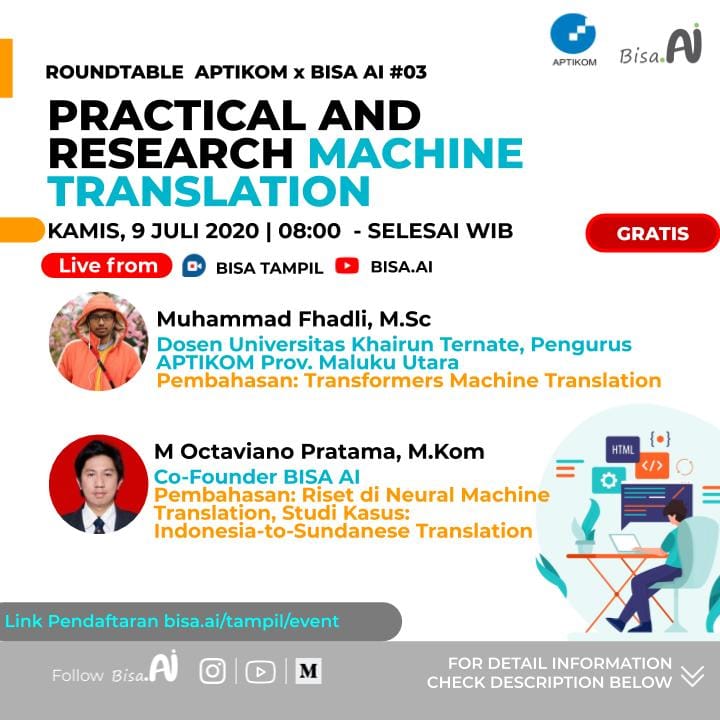 APTIKOM
Bisa.AI
ROUNDTABLE APTIKOM x BISA AI #03
PRACTICAL AND
RESEARCH MACHINE
TRANSLATION
KAMIS, 9 JULI 2020 | 08:00 - SELESAI WIB
GRATIS
Live from
BISA TAMPIL
BISA.AI
Muhammad Fhadli, M.Sc
Dosen Universitas Khairun Ternate, Pengurus
APTIKOM Prov. Maluku Utara
Pembahasan: Transformers Machine Translation
M Octaviano Pratama, M.Kom
Co-Founder BISA AI
Pembahasan: Riset di Neural Machine
Translation, Studi Kasus:
Indonesia-to-Sundanese Translation
HTML
{•}
</>
Link Pendaftaran bisa.ai/tampil/event
Follow Bisa.AI
M
FOR DETAIL INFORMATION
CHECK DESCRIPTION BELOW